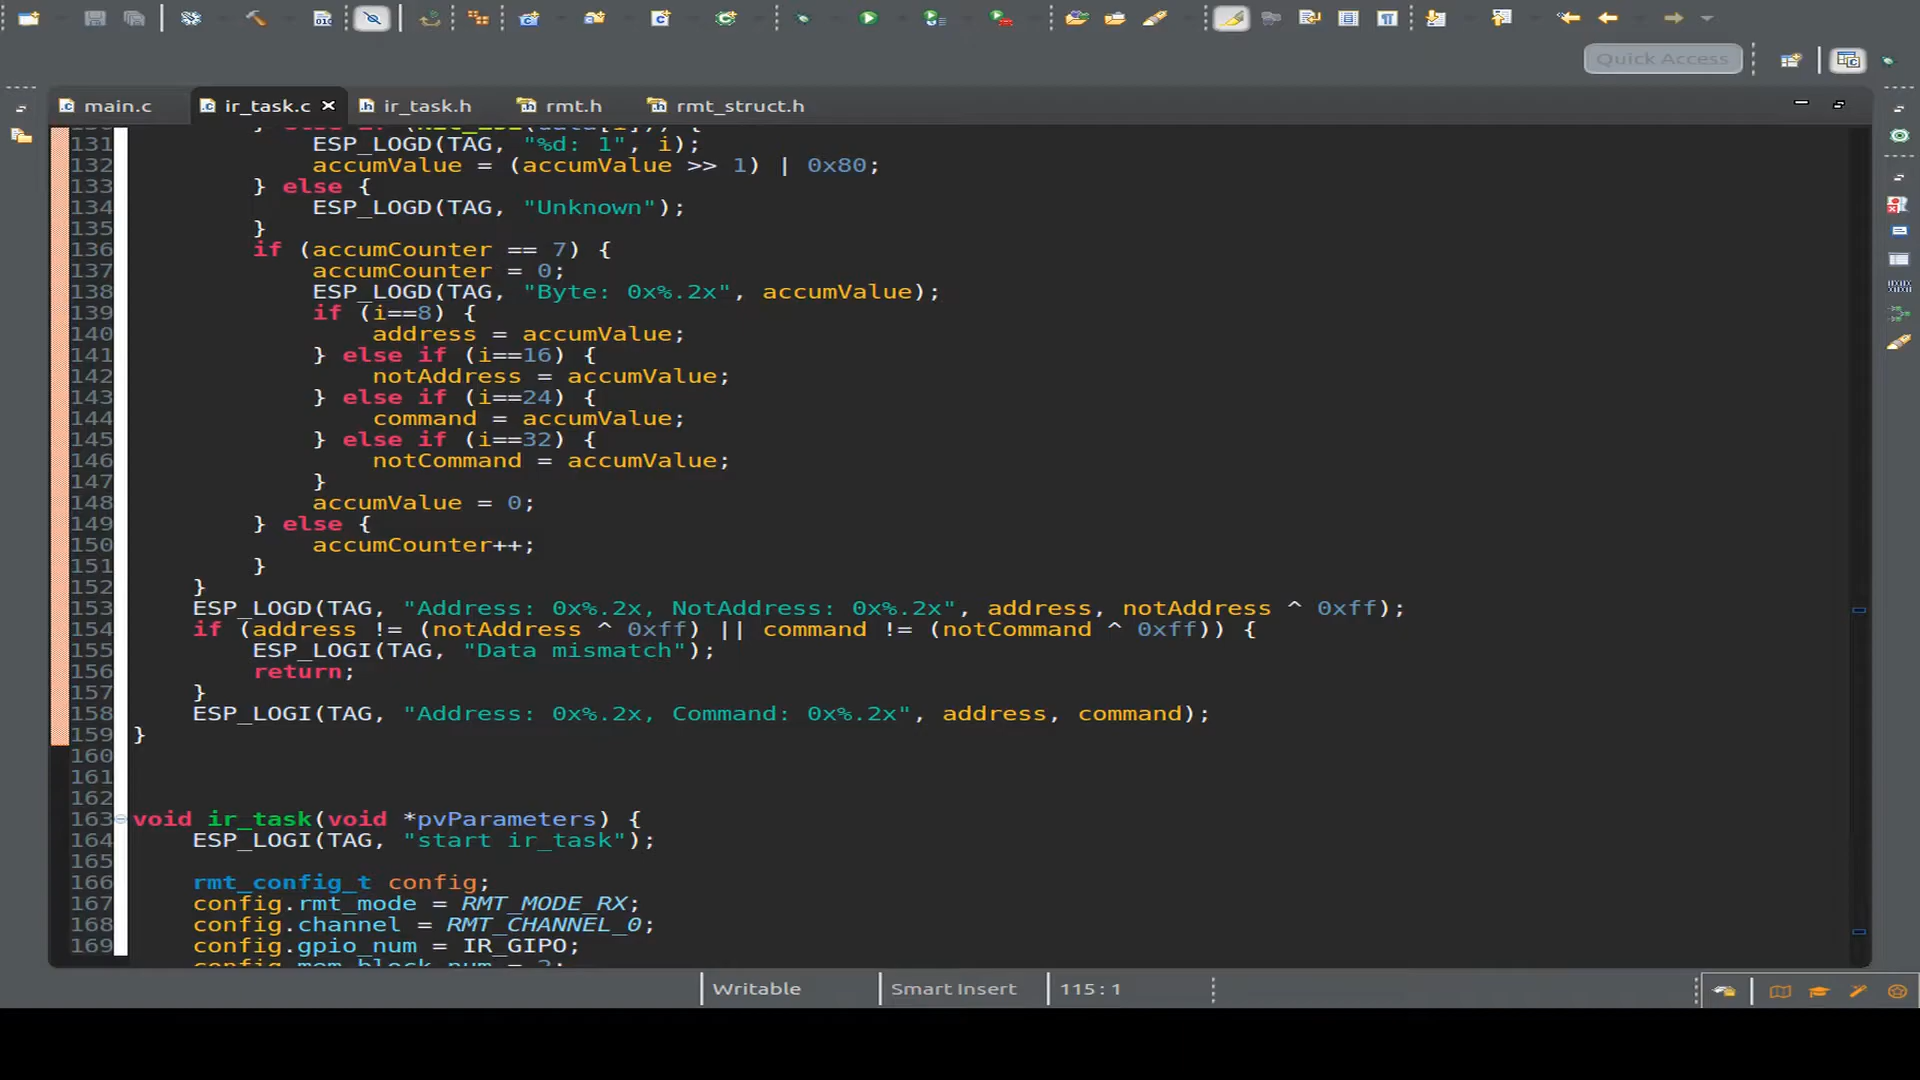 Quick Access
main.c
ir_task.c
ir_task.h
rmt.h
rmt_struct.h
131 ESP_LOGD(TAG, "%d: 1", i);
132 accumValue = (accumValue >> 1) | 0x80;
133 } else {
134 ESP_LOGD(TAG, "Unknown");
135 }
136 if (accumCounter == 7) {
137 accumCounter = 0;
138 ESP_LOGD(TAG, "Byte: 0x%.2x", accumValue);
139 if (i==8) {
140 address = accumValue;
141 } else if (i==16) {
142 notAddress = accumValue;
143 } else if (i==24) {
144 command = accumValue;
145 } else if (i==32) {
146 notCommand = accumValue;
147 }
148 accumValue = 0;
149 } else {
150 accumCounter++;
151 }
152 }
153 ESP_LOGD(TAG, "Address: 0x%.2x, NotAddress: 0x%.2x", address, notAddress ^ 0xff);
154 if (address != (notAddress ^ 0xff) || command != (notCommand ^ 0xff)) {
155 ESP_LOGI(TAG, "Data mismatch");
156 return;
157 }
158 ESP_LOGI(TAG, "Address: 0x%.2x, Command: 0x%.2x", address, command);
159 }
160
161
162
163 void ir_task(void *pvParameters) {
164 ESP_LOGI(TAG, "start ir_task");
165
166 rmt_config_t config;
167 config.rmt_mode = RMT_MODE_RX;
168 config.channel = RMT_CHANNEL_0;
169 config.gpio_num = IR_GIPO;
Writable
Smart Insert
115 : 1